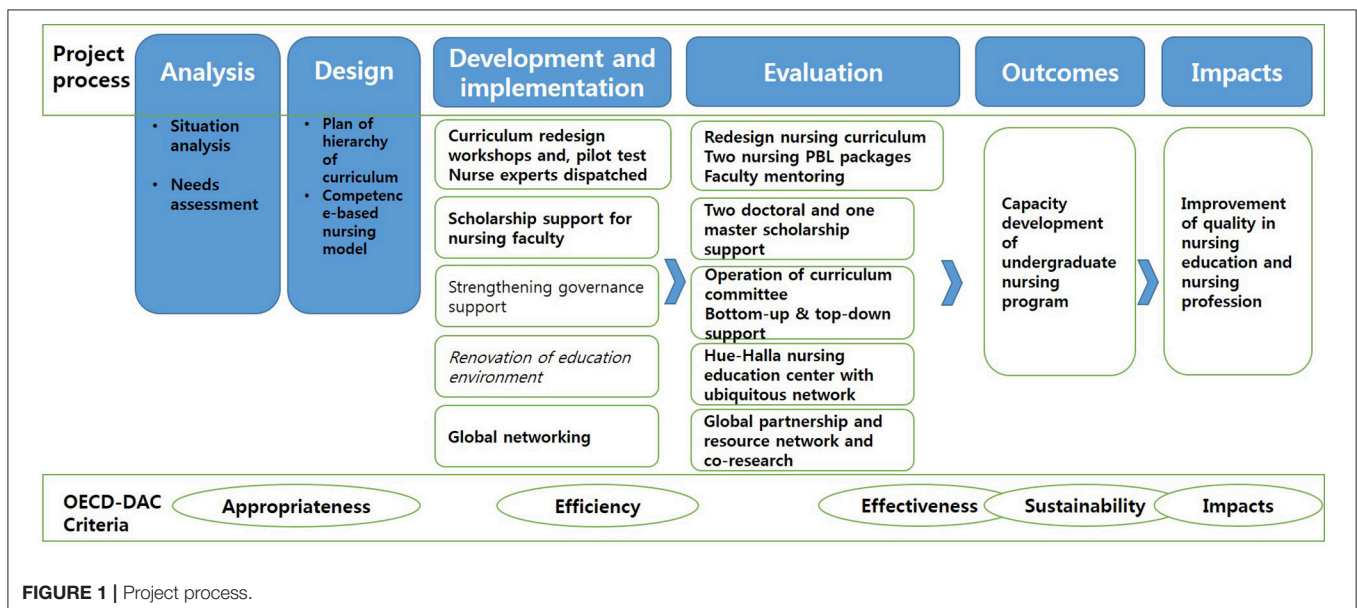 Project
process
Analysis
Design
Development and
implementation
Evaluation
Outcomes
Impacts
• Situation
analysis
• Needs
assessment
• Plan of
hierarchy
of
curriculum
• Competenc
e-based
nursing
model
Curriculum redesign
workshops and, pilot test
Nurse experts dispatched
Scholarship support for
nursing faculty
Strengthening governance
support
Renovation of education
environment
Global networking
Redesign nursing curriculum
Two nursing PBL packages
Faculty mentoring
Two doctoral and one
master scholarship
support
Operation of curriculum
committee
Bottom-up & top-down
support
Hue-Halla nursing
education center with
ubiquitous network
Global partnership and
resource network and
co-research
Capacity
development
of
undergraduate
nursing
program
Improvement
of quality in
nursing
education and
nursing
profession
OECD-DAC
Criteria
Appropriateness
Efficiency
Effectiveness
Sustainability
Impacts
FIGURE 1 | Project process.